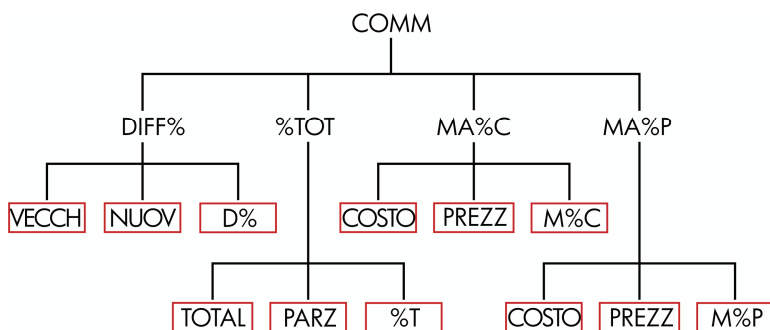 COMM
DIFF% %TOT MA%C MA%P
VECCH NUOV D% COSTO PREZZ M%C
TOTAL PARZ %T COSTO PREZZ M%P